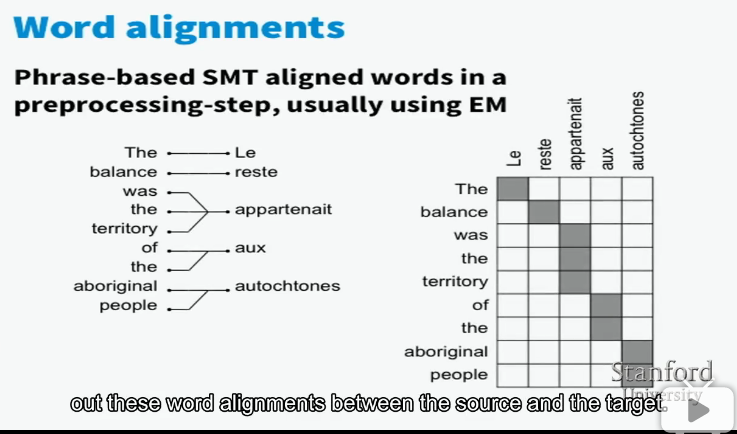 Word alignments
Phrase-based SMT aligned words in a
preprocessing-step, usually using EM
The Le
balance reste
was
the appartenait
territory
of aux
the
aboriginal autochtones
people
Le reste appartenait aux autochtones
The
balance
was
the
territory
of
the
aboriginal
people
Stanford
University
out these word alignments between the source and the target.